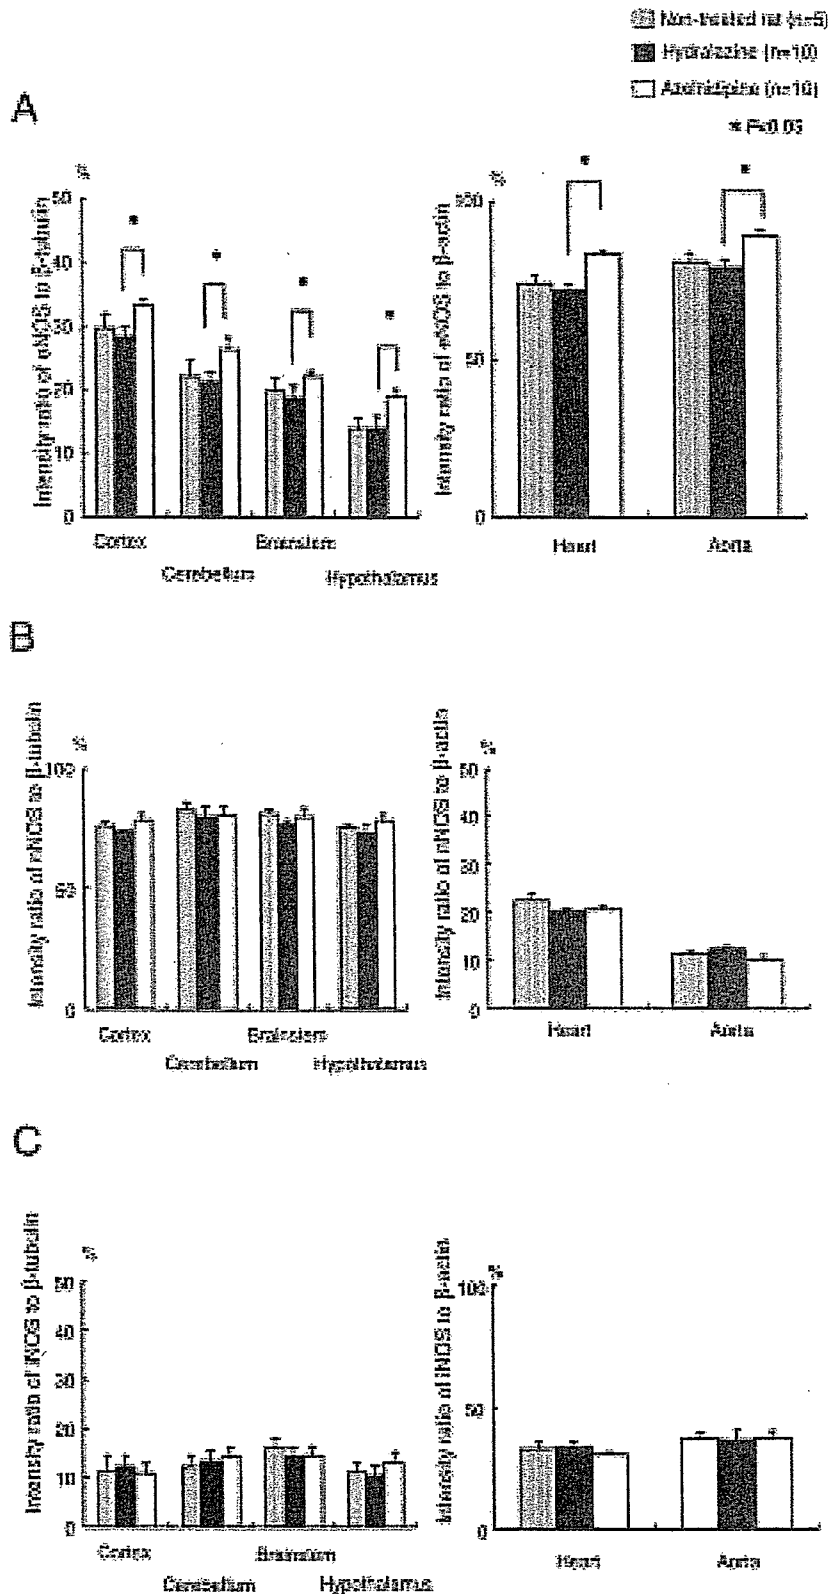 Non-treated rat (n=5)
Hydralazine (n=10)
Azelnidipine (n=10)
* P<0.05
A
%
50
40
30
20
10
0
Intensity ratio of eNOS to β-tubulin
*
*
*
*
Cortex
Cerebellum
Brainstem
Hypothalamus
%
100
50
0
Intensity ratio of eNOS to β-actin
*
*
Heart
Aorta
B
%
100
50
0
Intensity ratio of nNOS to β-tubulin
Cortex
Cerebellum
Brainstem
Hypothalamus
%
50
40
30
20
10
0
Intensity ratio of nNOS to β-actin
Heart
Aorta
C
%
50
40
30
20
10
0
Intensity ratio of iNOS to β-tubulin
Cortex
Cerebellum
Brainstem
Hypothalamus
%
100
50
0
Intensity ratio of iNOS to β-actin
Heart
Aorta